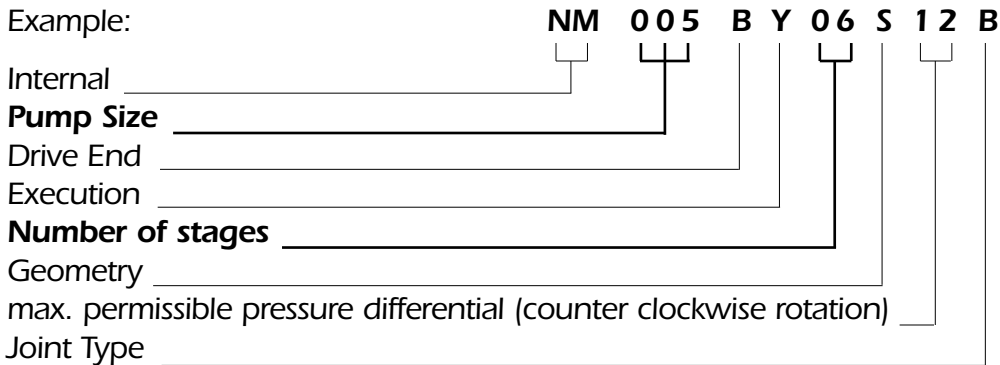 Example: NM 005 B Y 06 S 12 B
Internal
Pump Size
Drive End
Execution
Number of stages
Geometry
max. permissible pressure differential (counter clockwise rotation)
Joint Type